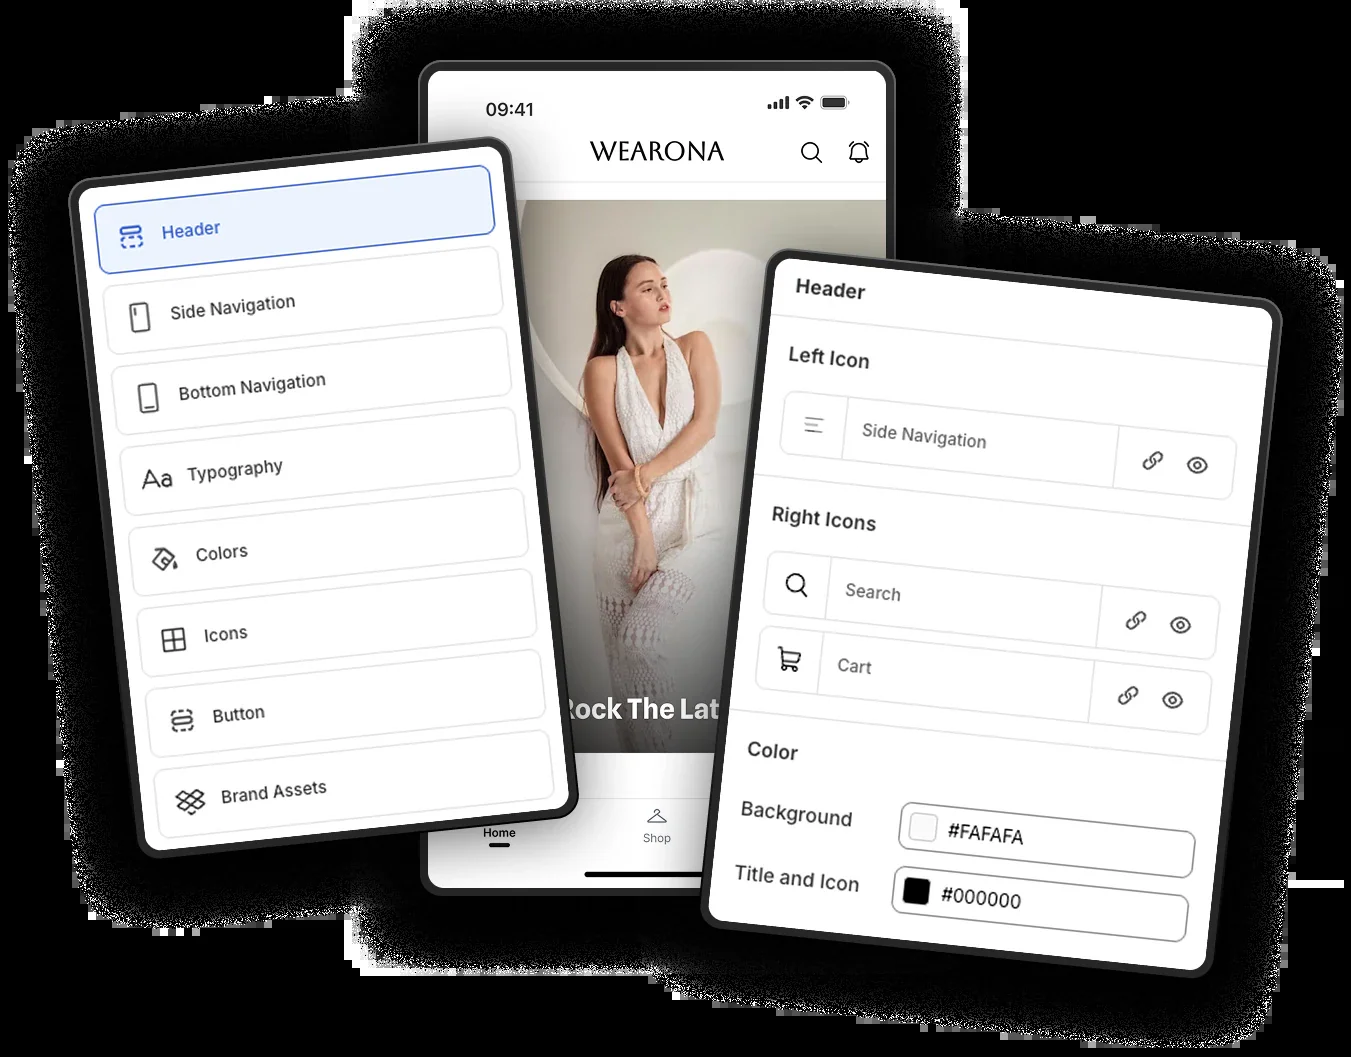 09:41
WEARONA
Header
Side Navigation
Bottom Navigation
Aa Typography
Colors
Icons
Button
Brand Assets
Rock The Lat
Home
Shop
Header
Left Icon
Side Navigation
Right Icons
Search
Cart
Color
Background #FAFAFA
Title and Icon #000000